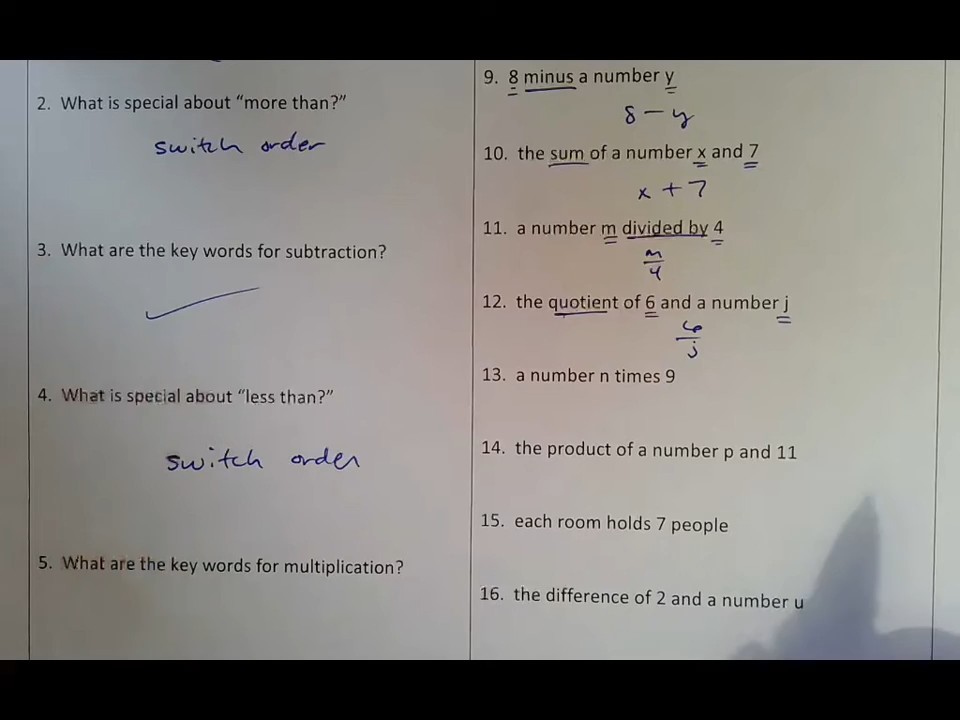 2. What is special about "more than?"
switch order
3. What are the key words for subtraction?
4. What is special about "less than?"
switch order
5. What are the key words for multiplication?
9. 8 minus a number y
8 - y
10. the sum of a number x and 7
x + 7
11. a number m divided by 4
m
4
12. the quotient of 6 and a number j
6
j
13. a number n times 9
14. the product of a number p and 11
15. each room holds 7 people
16. the difference of 2 and a number u